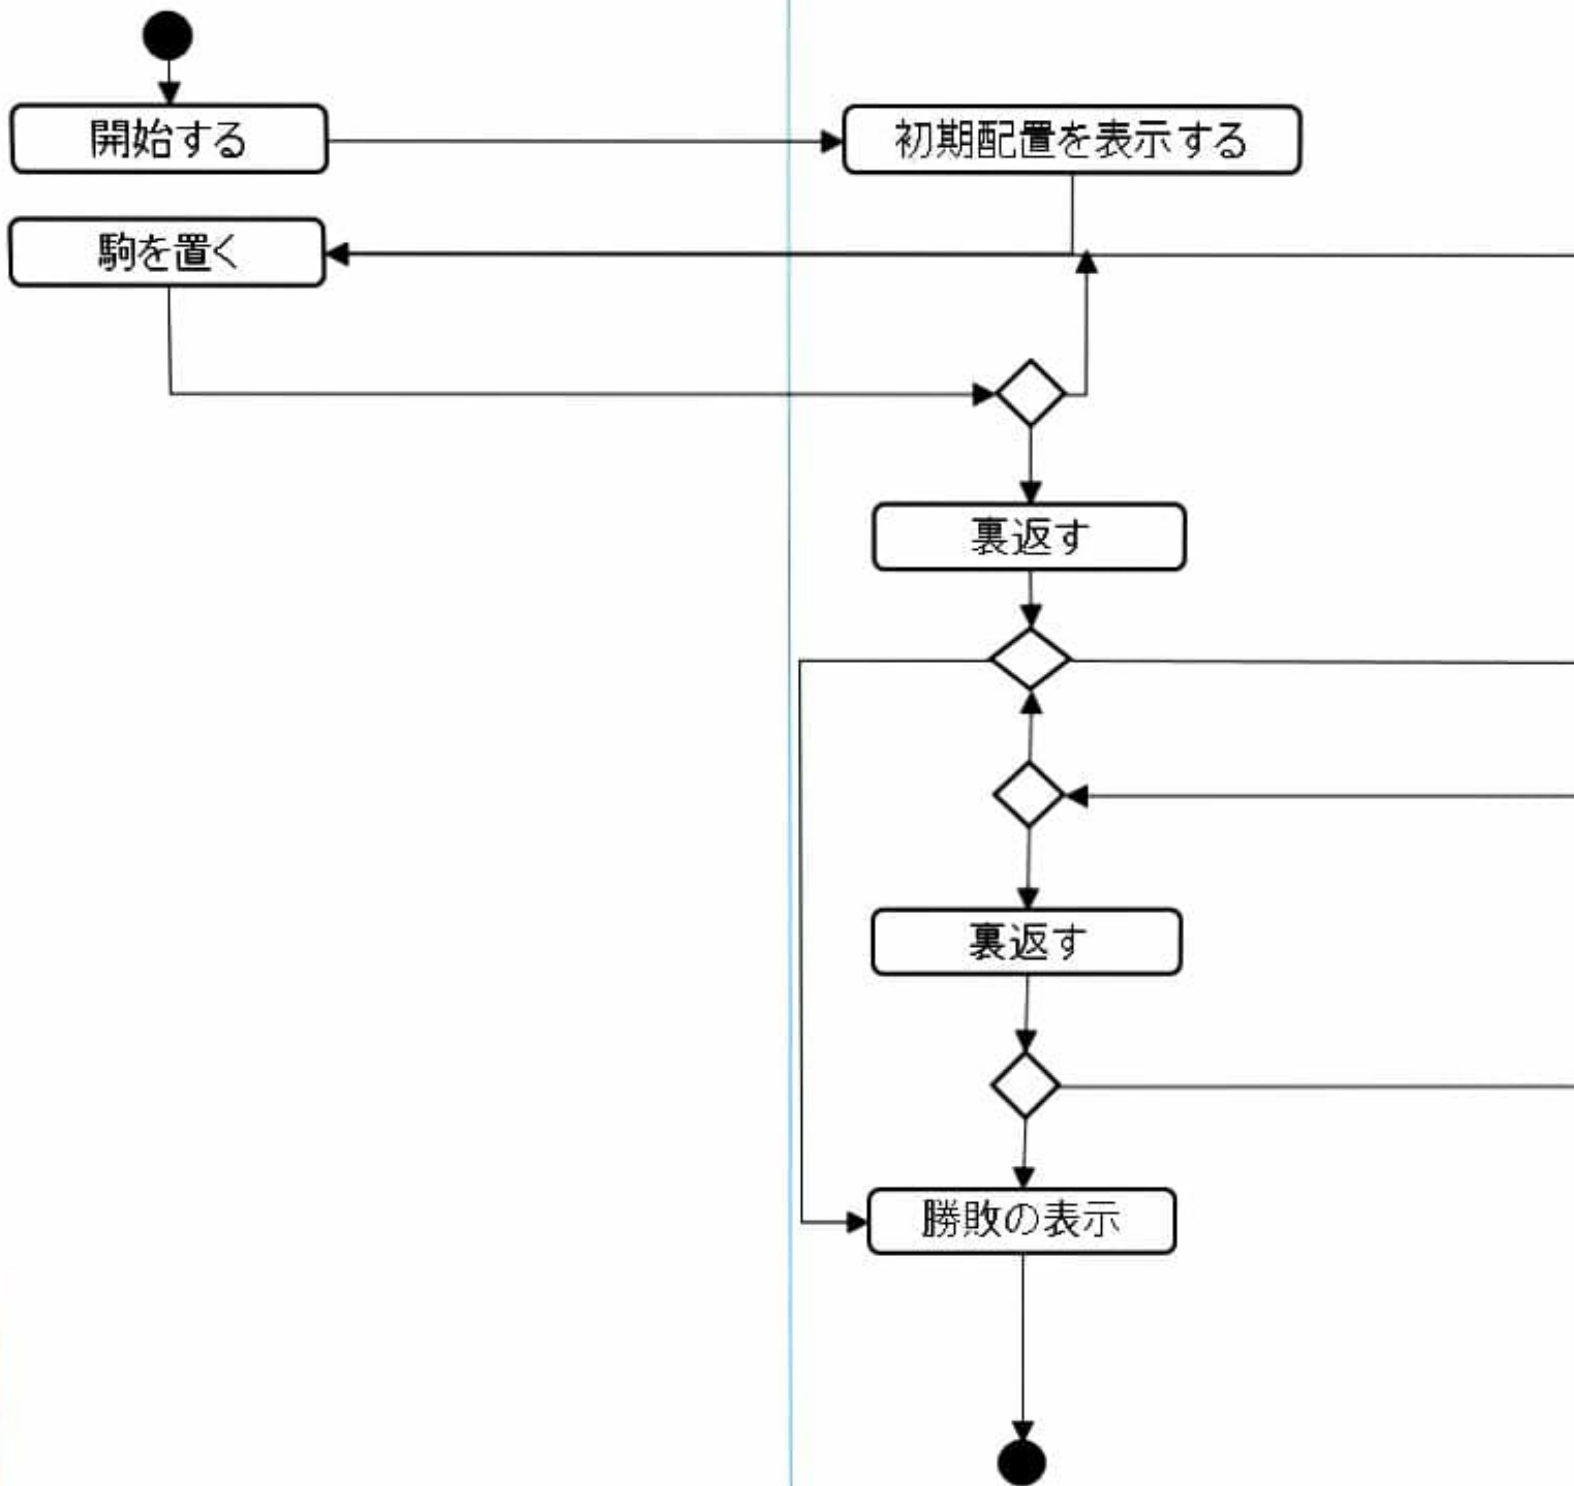 開始する
初期配置を表示する
駒を置く
裏返す
裏返す
勝敗の表示